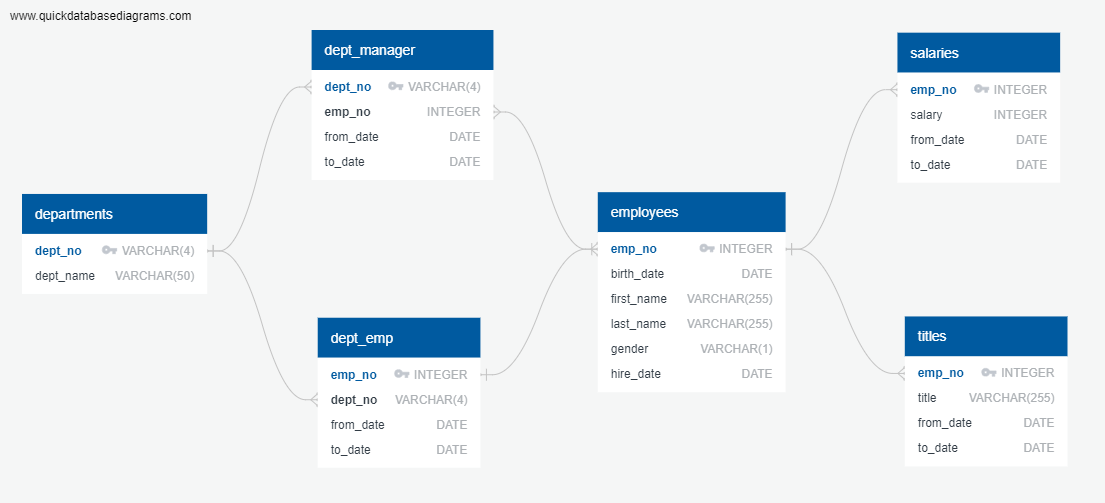 www.quickdatabasediagrams.com
dept_manager
dept_no VARCHAR(4)
emp_no INTEGER
from_date DATE
to_date DATE
salaries
emp_no INTEGER
salary INTEGER
from_date DATE
to_date DATE
departments
dept_no VARCHAR(4)
dept_name VARCHAR(50)
employees
emp_no INTEGER
birth_date DATE
first_name VARCHAR(255)
last_name VARCHAR(255)
gender VARCHAR(1)
hire_date DATE
dept_emp
emp_no INTEGER
dept_no VARCHAR(4)
from_date DATE
to_date DATE
titles
emp_no INTEGER
title VARCHAR(255)
from_date DATE
to_date DATE